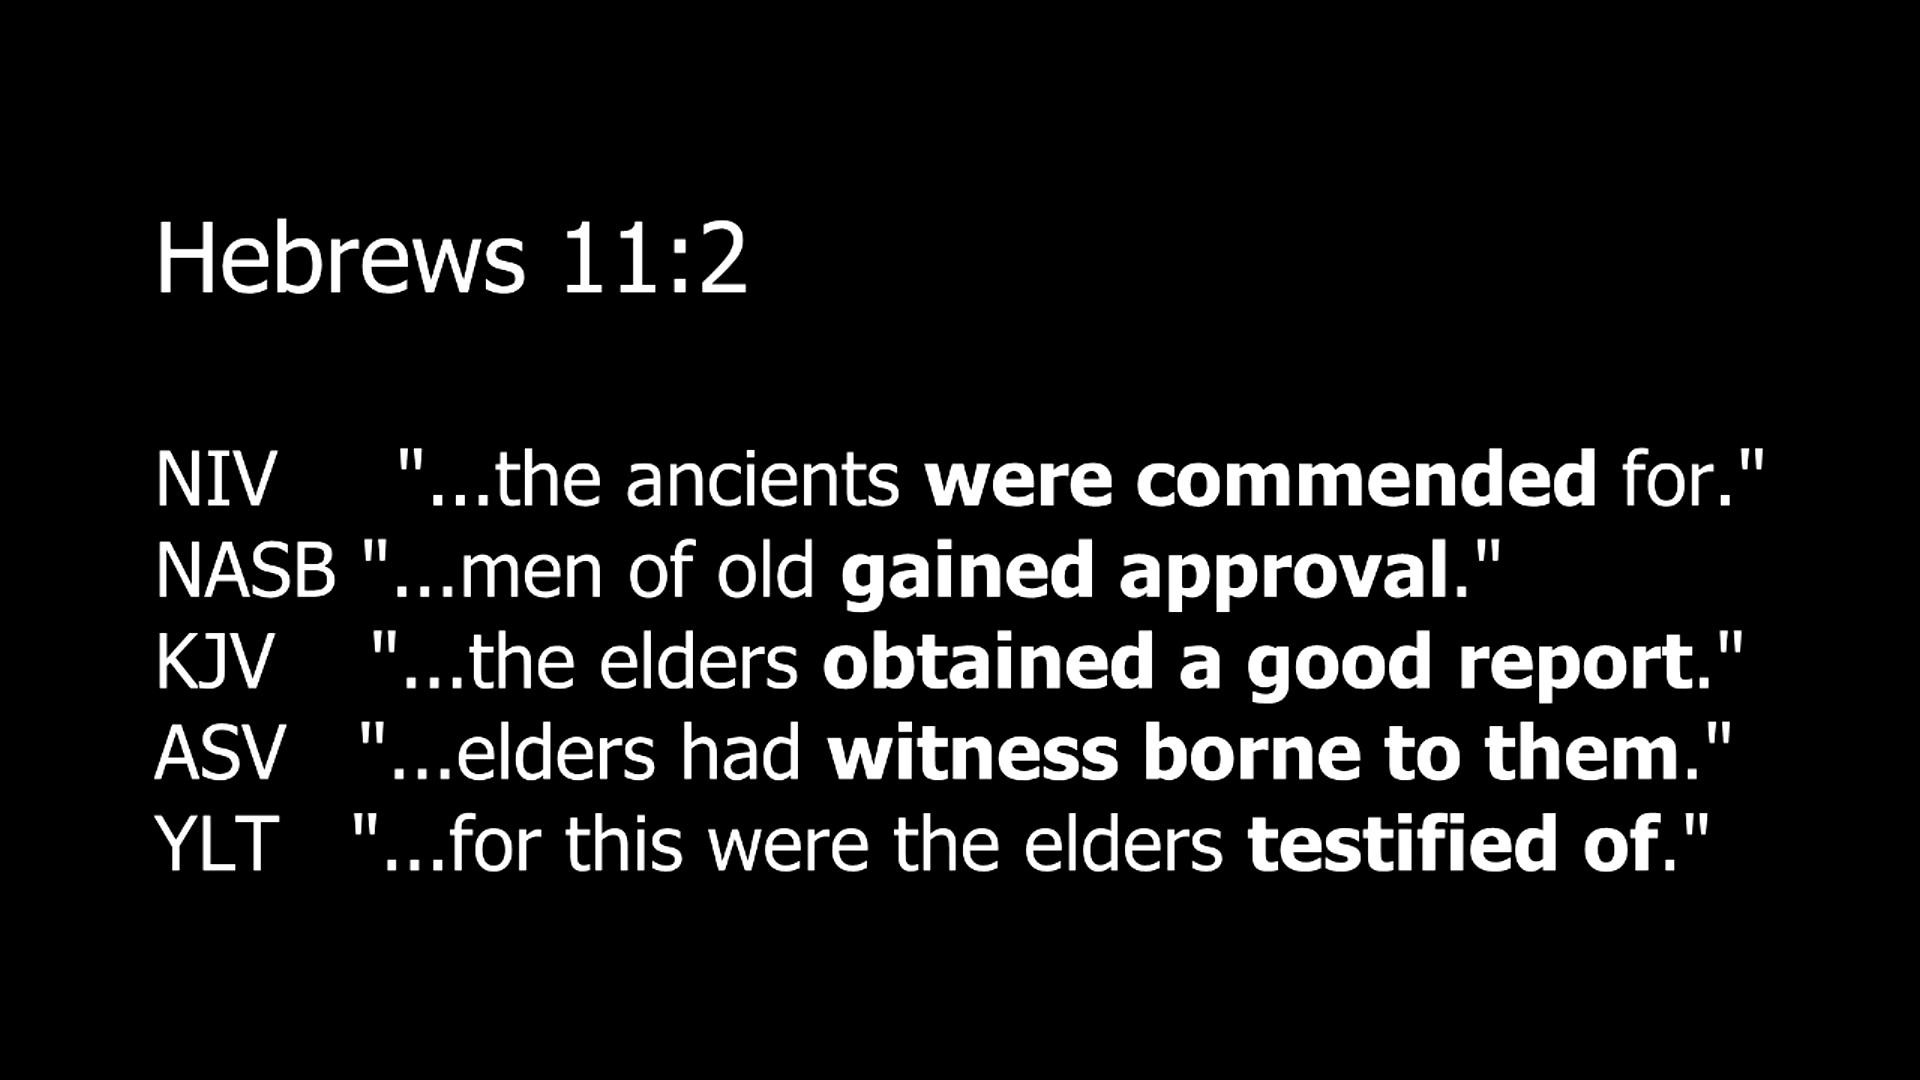 Hebrews 11:2
NIV "...the ancients were commended for."
NASB "...men of old gained approval."
KJV "...the elders obtained a good report."
ASV "...elders had witness borne to them."
YLT "...for this were the elders testified of."